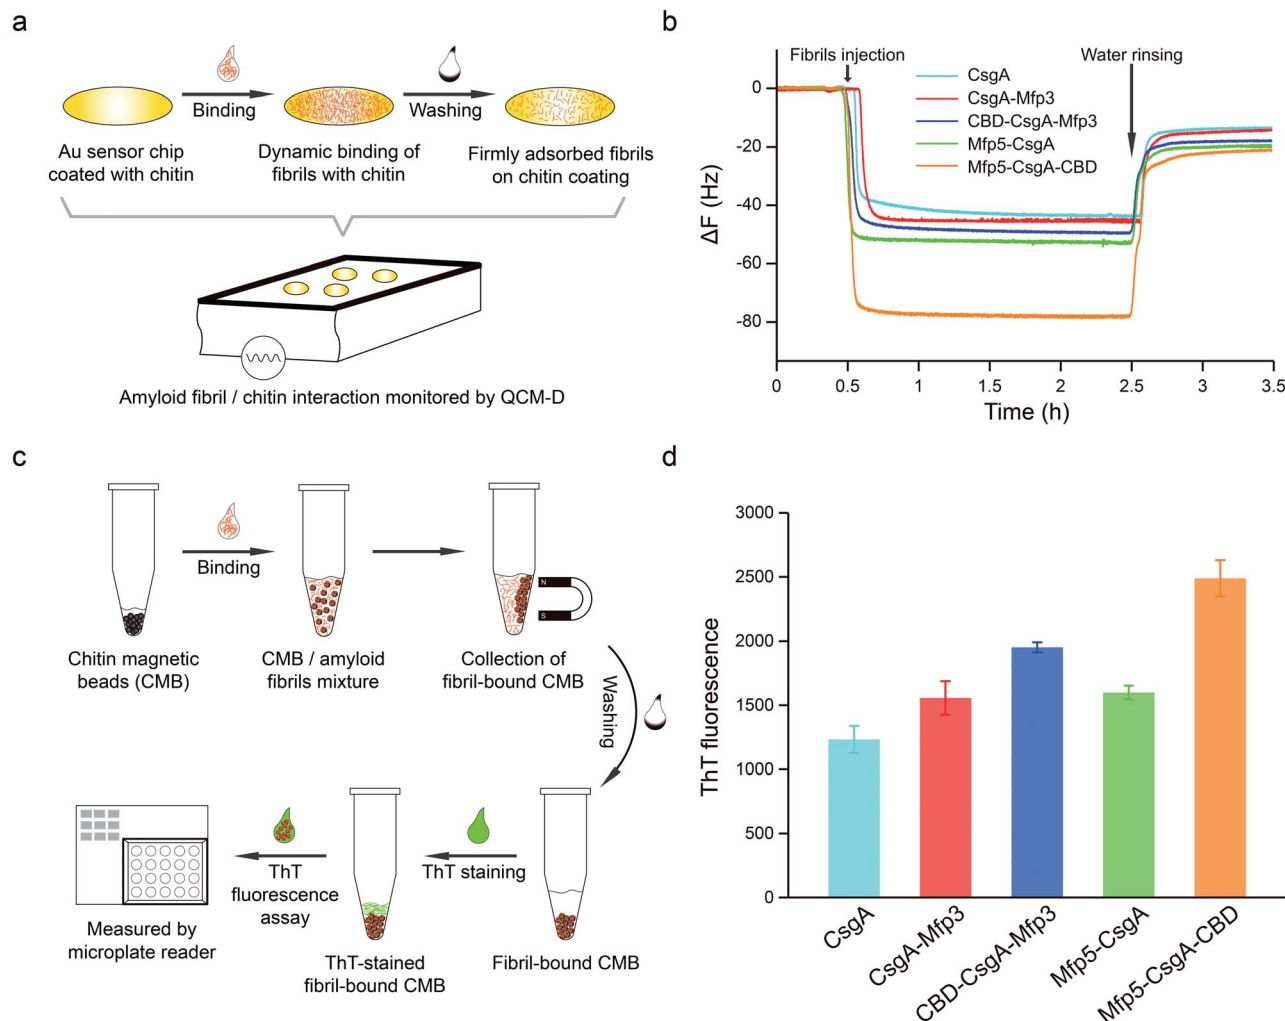 a
Binding
Washing
Au sensor chip
coated with chitin
Dynamic binding of
fibrils with chitin
Firmly adsorbed fibrils
on chitin coating
Amyloid fibril / chitin interaction monitored by QCM-D
b
Fibrils injection
Water rinsing
CsgA
CsgA-Mfp3
CBD-CsgA-Mfp3
Mfp5-CsgA
Mfp5-CsgA-CBD
ΔF (Hz)
0
-20
-40
-60
-80
0
0.5
1
1.5
2
2.5
3
3.5
Time (h)
c
Binding
N
S
Chitin magnetic
beads (CMB)
CMB / amyloid
fibrils mixture
Collection of
fibril-bound CMB
Washing
ThT staining
ThT
fluorescence
assay
Measured by
microplate reader
ThT-stained
fibril-bound CMB
Fibril-bound CMB
d
ThT fluorescence
3000
2500
2000
1500
1000
500
0
CsgA
CsgA-Mfp3
CBD-CsgA-Mfp3
Mfp5-CsgA
Mfp5-CsgA-CBD